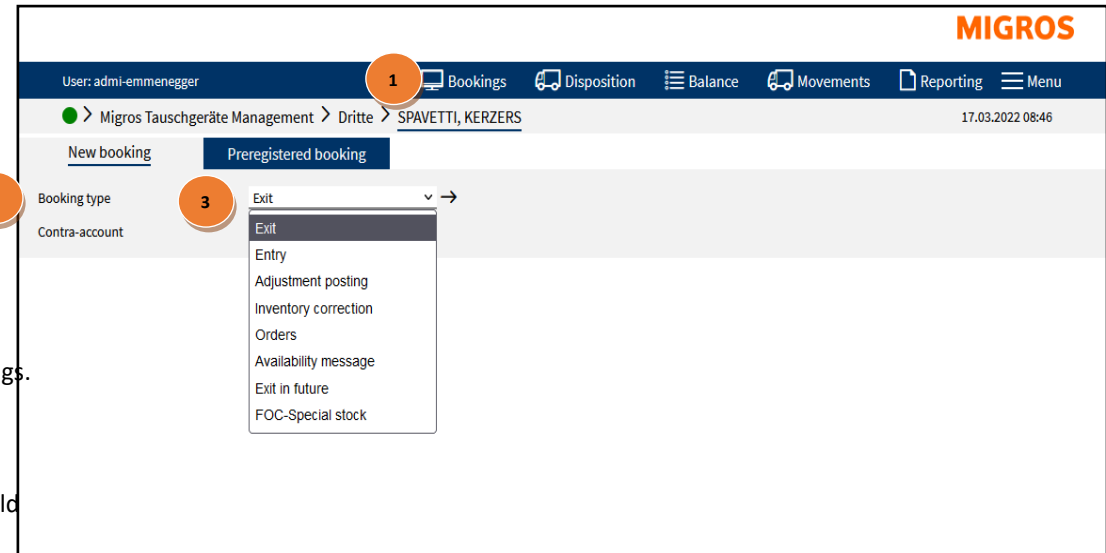 MIGROS
User: admi-emmenegger 1 Bookings Disposition Balance Movements Reporting Menu
Migros Tauschgeräte Management Dritte SPAVETTI, KERZERS 17.03.2022 08:46
New booking Preregistered booking
Booking type 3 Exit
Contra-account
Exit
Entry
Adjustment posting
Inventory correction
Orders
Availability message
gs.
Exit in future
FOC-Special stock
ld